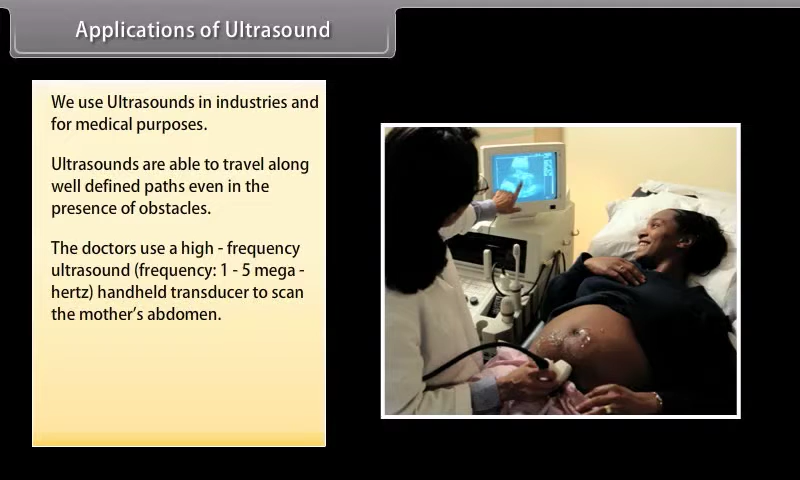 Applications of Ultrasound
We use Ultrasounds in industries and
for medical purposes.
Ultrasounds are able to travel along
well defined paths even in the
presence of obstacles.
The doctors use a high - frequency
ultrasound (frequency: 1 - 5 mega -
hertz) handheld transducer to scan
the mother’s abdomen.